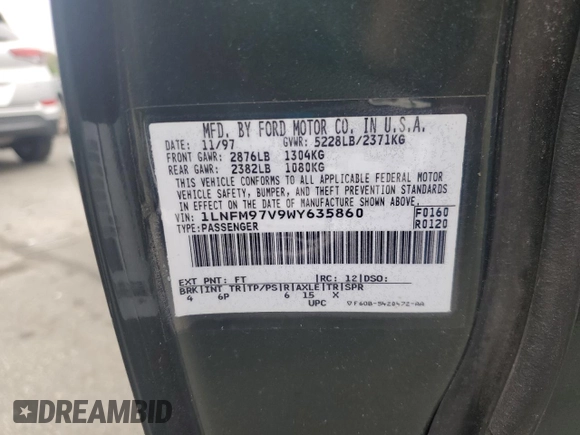 MFD. BY FORD MOTOR CO. IN U.S.A.
DATE: 11/97 GVWR: 5228LB/2371KG
FRONT GAWR: 2876LB 1304KG
REAR GAWR: 2382LB 1080KG
THIS VEHICLE CONFORMS TO ALL APPLICABLE FEDERAL MOTOR
VEHICLE SAFETY, BUMPER, AND THEFT PREVENTION STANDARDS
IN EFFECT ON THE DATE OF MANUFACTURE SHOWN ABOVE.
VIN: 1LNFM97V9WY635860 F0160
TYPE: PASSENGER R0120
EXT PNT: FT |RC: 12|DSO:
BRK|INT TR|TP/PS|R|AXLE|TR|SPR
4 6P 6 15 X
UPC
DREAMBID